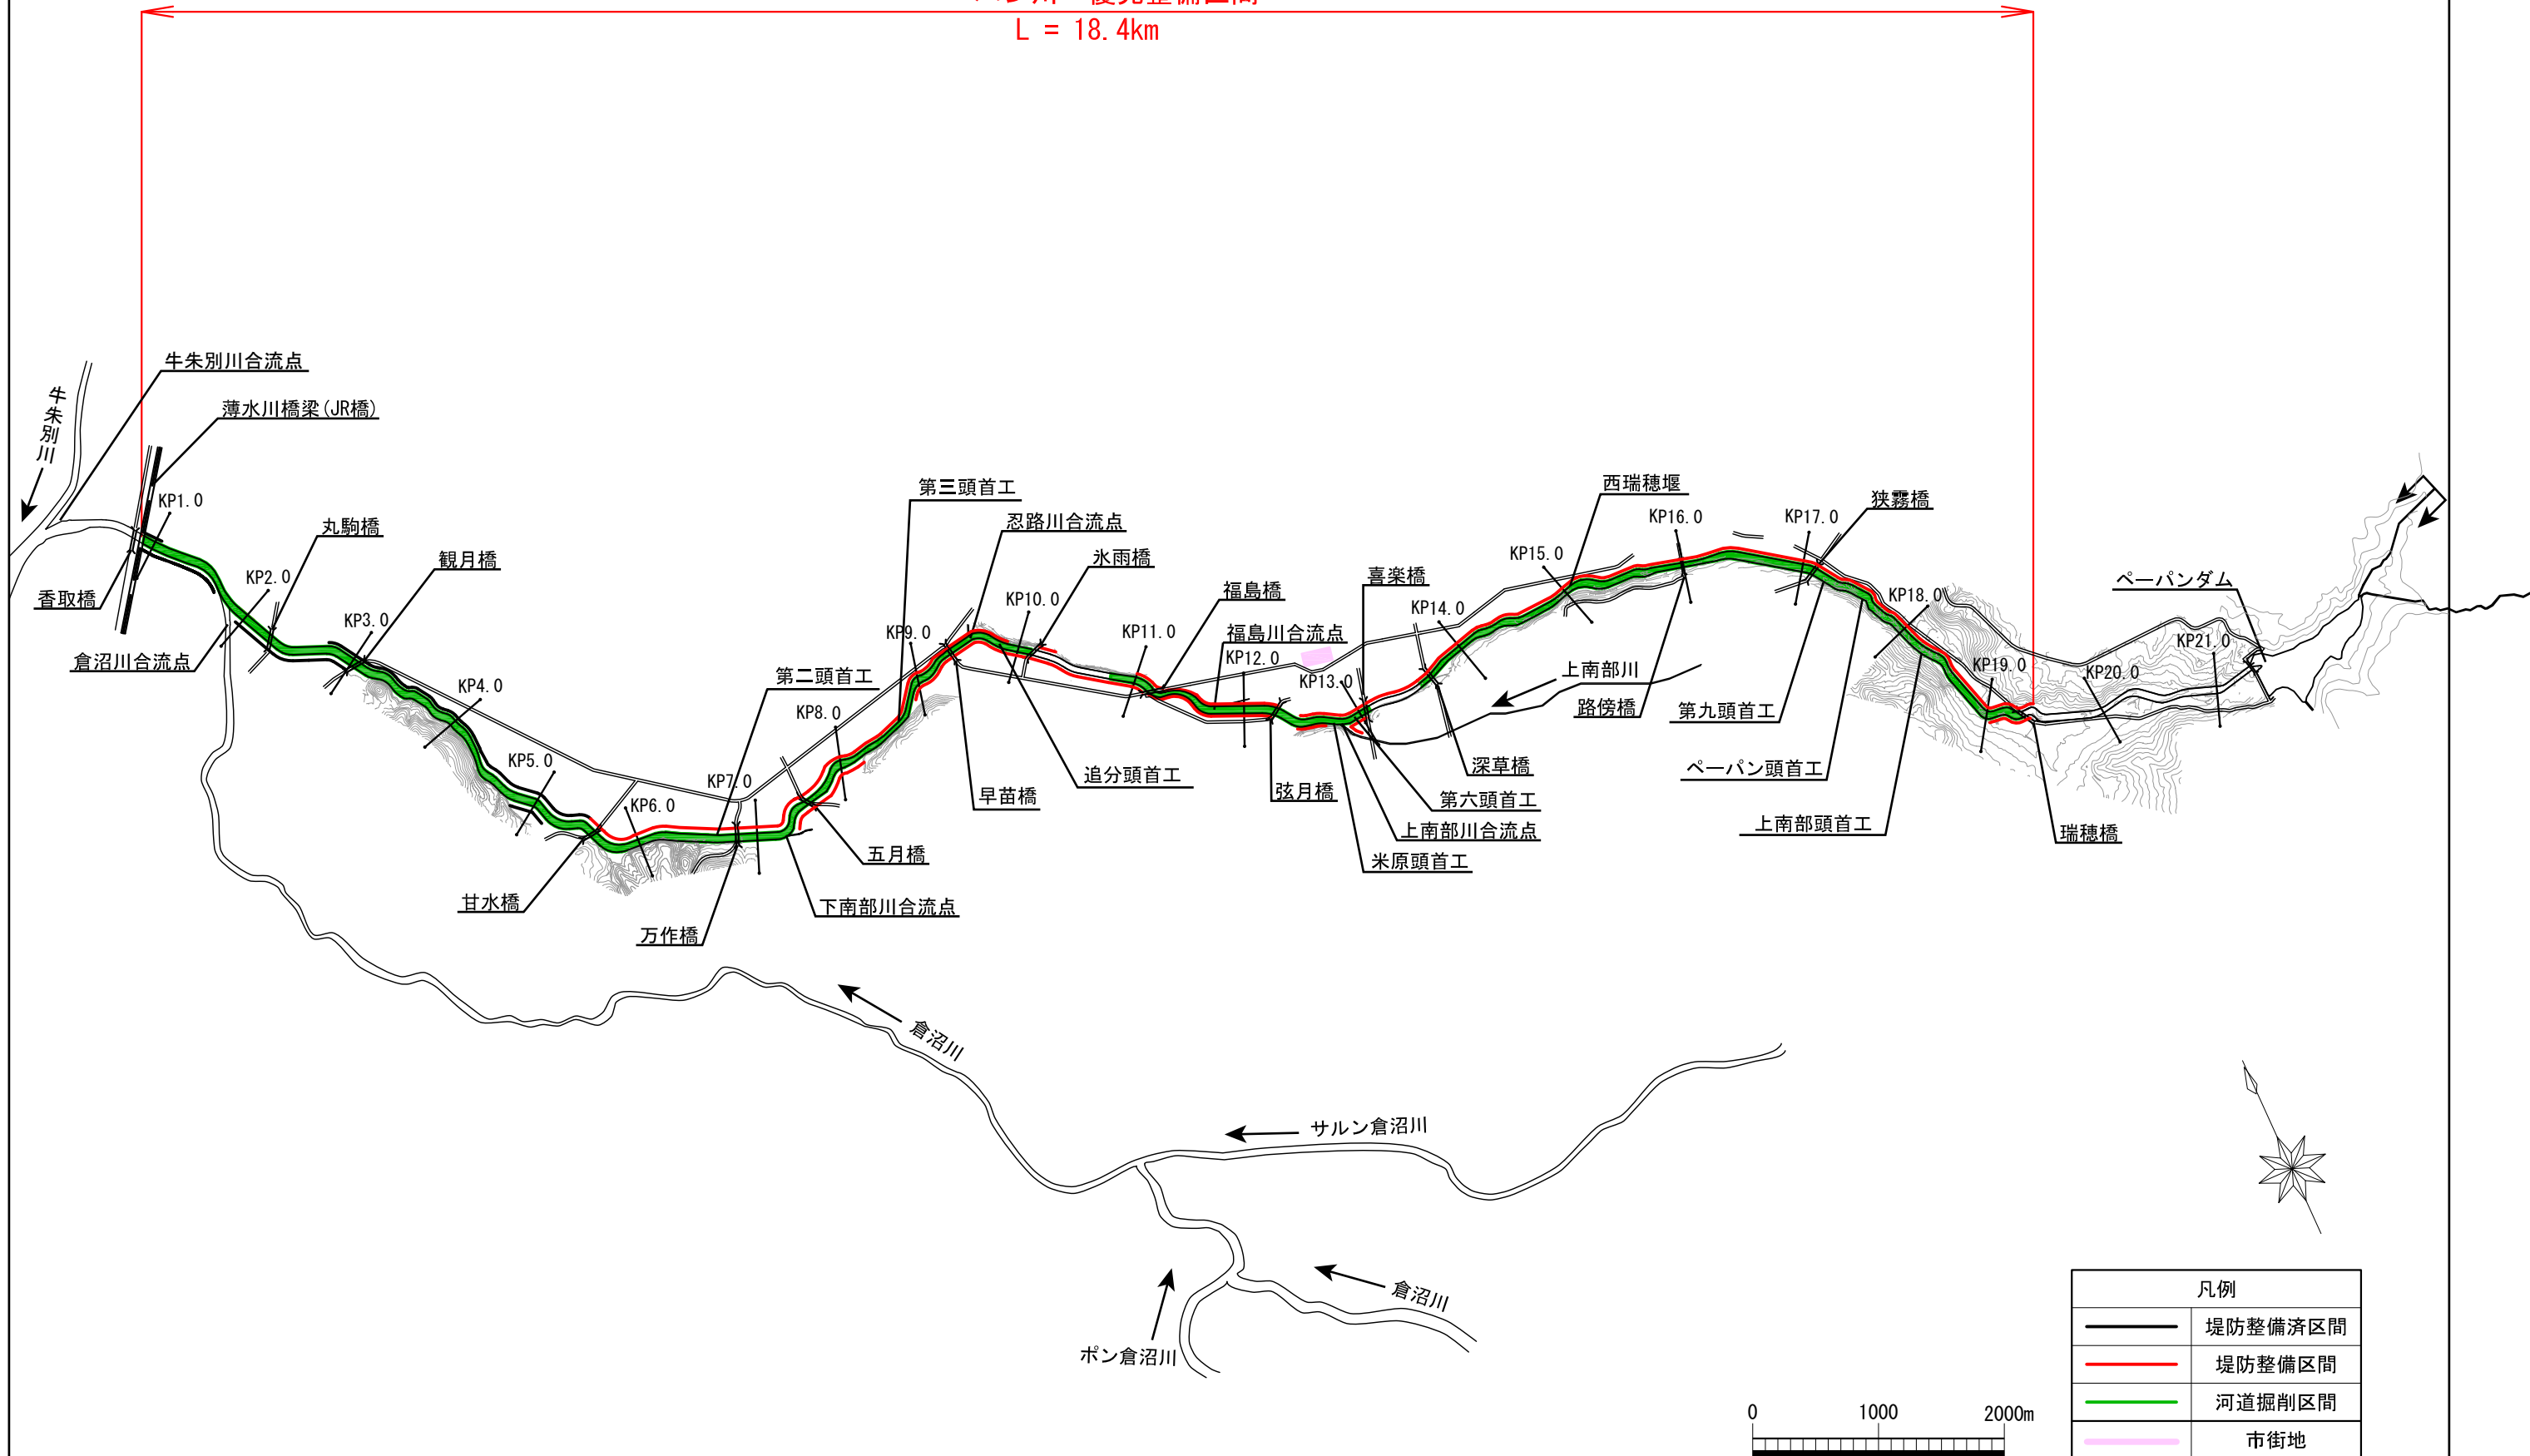 L = 18.4km
牛朱別川合流点
牛朱別川
薄水川橋梁(JR橋)
KP1.0
香取橋
倉沼川合流点
KP2.0
丸駒橋
KP3.0
観月橋
KP4.0
KP5.0
甘水橋
KP6.0
万作橋
KP7.0
第二頭首工
KP8.0
下南部川合流点
五月橋
第三頭首工
KP9.0
早苗橋
忍路川合流点
KP10.0
氷雨橋
追分頭首工
KP11.0
福島橋
福島川合流点
KP12.0
弦月橋
KP13.0
喜楽橋
米原頭首工
上南部川合流点
第六頭首工
深草橋
KP14.0
上南部川
KP15.0
西瑞穂堰
路傍橋
KP16.0
KP17.0
狭霧橋
第九頭首工
ペーパン頭首工
上南部頭首工
KP18.0
KP19.0
瑞穂橋
KP20.0
KP21.0
ペーパンダム
倉沼川
サルン倉沼川
倉沼川
ポン倉沼川
0 1000 2000m
凡例
堤防整備済区間
堤防整備区間
河道掘削区間
市街地